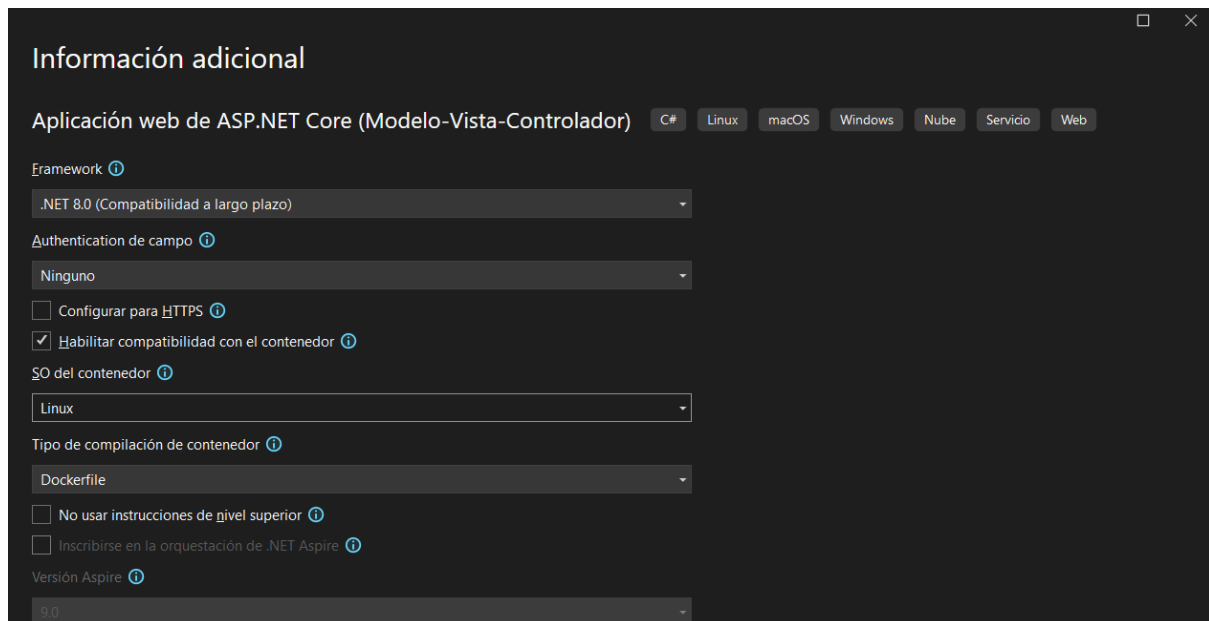 Información adicional
Aplicación web de ASP.NET Core (Modelo-Vista-Controlador) C# Linux macOS Windows Nube Servicio Web
Framework
.NET 8.0 (Compatibilidad a largo plazo)
Authentication de campo
Ninguno
Configurar para HTTPS
Habilitar compatibilidad con el contenedor
SO del contenedor
Linux
Tipo de compilación de contenedor
Dockerfile
No usar instrucciones de nivel superior
Inscribirse en la orquestación de .NET Aspire
Versión Aspire
9.0